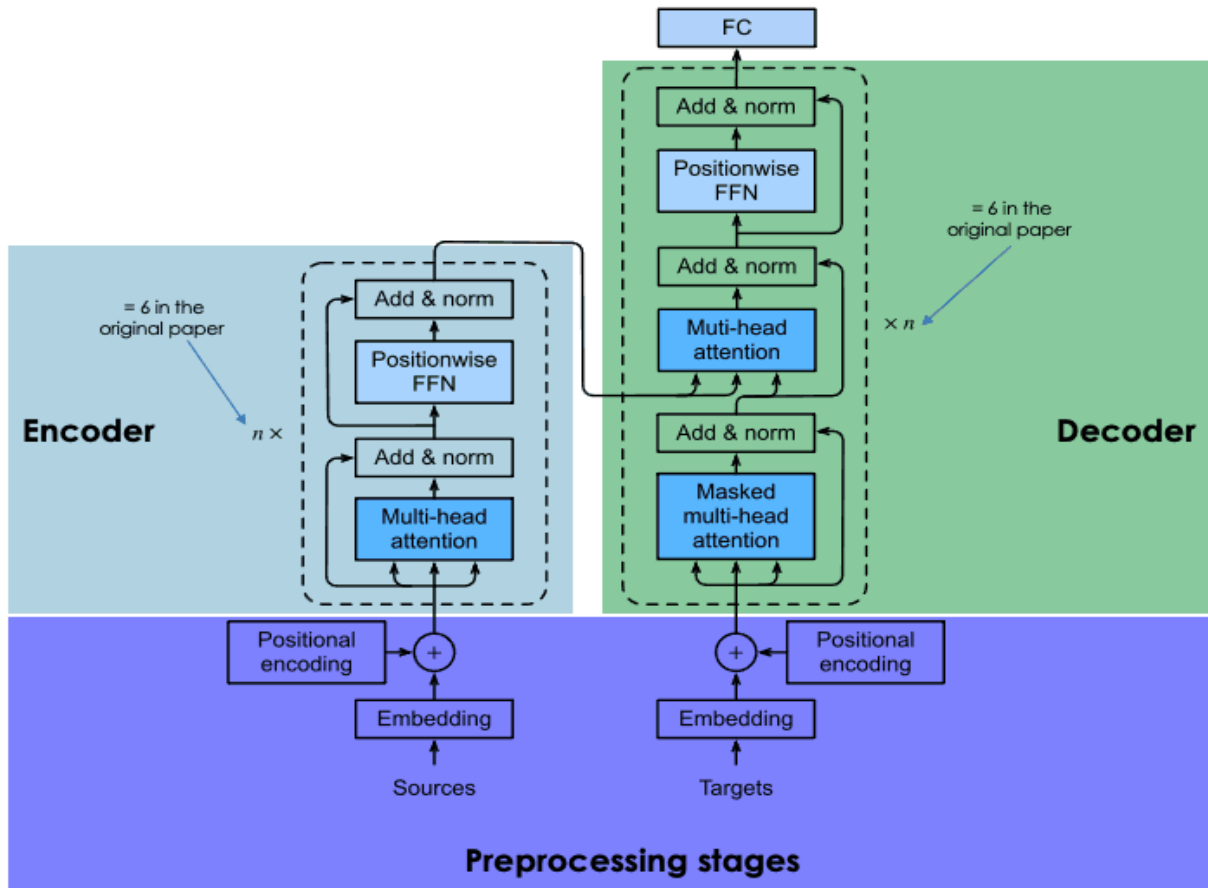 FC
Add & norm
Positionwise
FFN
= 6 in the
original paper
Add & norm
Muti-head
attention
× n
Add & norm
Masked
multi-head
attention
Decoder
Add & norm
= 6 in the
original paper
Positionwise
FFN
Encoder
n ×
Add & norm
Multi-head
attention
Positional
encoding
+
Embedding
Sources
+
Positional
encoding
Embedding
Targets
Preprocessing stages